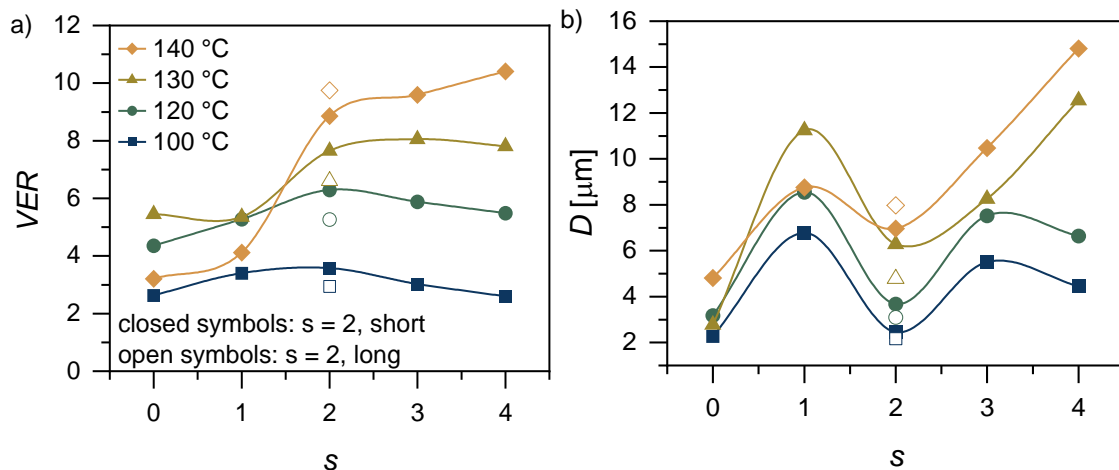 a)
12
10
8
6
4
2
0
VER
140 °C
130 °C
120 °C
100 °C
closed symbols: s = 2, short
open symbols: s = 2, long
0 1 2 3 4
s
b)
16
14
12
10
8
6
4
2
D [µm]
0 1 2 3 4
s